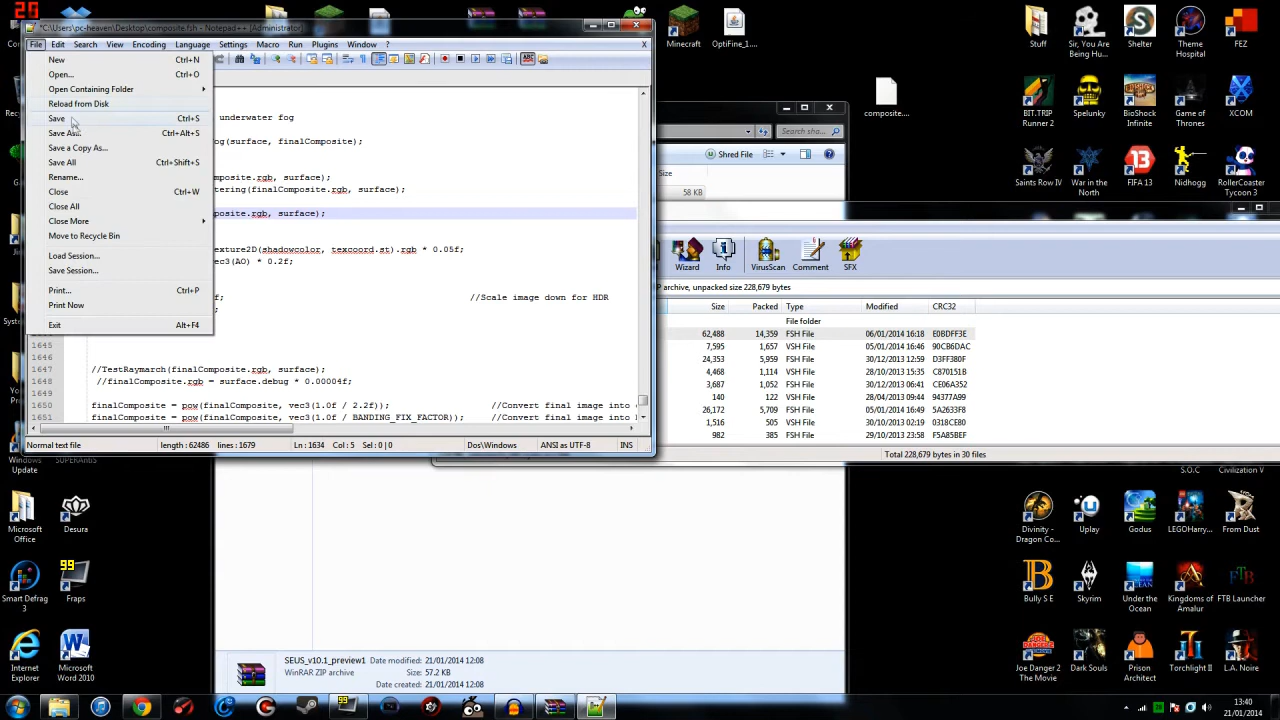 *C:\Users\pc-heaven\Desktop\composite.fsh - Notepad++ [Administrator]
File Edit Search View Encoding Language Settings Macro Run Plugins Window ? X
New Ctrl+N
Open... Ctrl+O
Open Containing Folder
Reload from Disk
Save Ctrl+S
Save As... Ctrl+Alt+S
Save a Copy As...
Save All Ctrl+Shift+S
Rename...
Close Ctrl+W
Close All
Close More
Move to Recycle Bin
Load Session...
Save Session...
Print... Ctrl+P
Print Now
Exit Alt+F4
underwater fog
og(surface, finalComposite);
posite.rgb, surface);
tering(finalComposite.rgb, surface);
posite.rgb, surface);
exture2D(shadowcolor, texcoord.st).rgb * 0.05f;
vec3(AO) * 0.2f;
f; //Scale image down for HDR
;
1645
1646
1647 //TestRaymarch(finalComposite.rgb, surface);
1648 //finalComposite.rgb = surface.debug * 0.00004f;
1649
1650 finalComposite = pow(finalComposite, vec3(1.0f / 2.2f)); //Convert final image into
1651 finalComposite = pow(finalComposite, vec3(1.0f / BANDING_FIX_FACTOR)); //Convert final image into
Normal text file length : 62486 lines : 1679 Ln : 1634 Col : 5 Sel : 0 | 0 Dos\Windows ANSI as UTF-8 INS
Minecraft
OptiFine_1....
composite....
Search sha...
Shred File
Size
58 KB
Wizard Info VirusScan Comment SFX
P archive, unpacked size 228,679 bytes
Size Packed Type Modified CRC32
File folder
62,488 14,359 FSH File 06/01/2014 16:18 E0BDFF3E
7,595 1,657 VSH File 05/01/2014 16:46 90CB6DAC
24,353 5,959 FSH File 30/12/2013 23:59 D3FF380F
4,468 1,114 VSH File 28/10/2013 15:35 C870151B
3,687 1,052 FSH File 30/12/2013 06:41 CE06A352
140 122 VSH File 28/04/2013 09:44 94377A99
26,172 5,709 FSH File 05/01/2014 16:49 5A2633F8
1,516 505 VSH File 30/10/2013 02:19 0318CE80
982 385 FSH File 29/10/2013 23:58 F5A85BEF
Total 228,679 bytes in 30 files
Stuff
Sir, You Are Being Hu...
Shelter
Theme Hospital
FEZ
BIT.TRIP Runner 2
Spelunky
BioShock Infinite
Game of Thrones
XCOM
Saints Row IV
War in the North
FIFA 13
Nidhogg
RollerCoaster Tycoon 3
S.O.C
Civilization V
Divinity - Dragon Co...
Uplay
Godus
LEGOHarry...
From Dust
Bully S E
Skyrim
Under the Ocean
Kingdoms of Amalur
FTB Launcher
Joe Danger 2 The Movie
Dark Souls
Prison Architect
Torchlight II
L.A. Noire
Windows Update
Microsoft Office
Desura
Smart Defrag 3
99
Fraps
Internet Explorer
Microsoft Word 2010
SEUS_v10.1_preview1 Date modified: 21/01/2014 12:08
WinRAR ZIP archive Size: 57.2 KB
Date created: 21/01/2014 12:08
99
13:40
21/01/2014